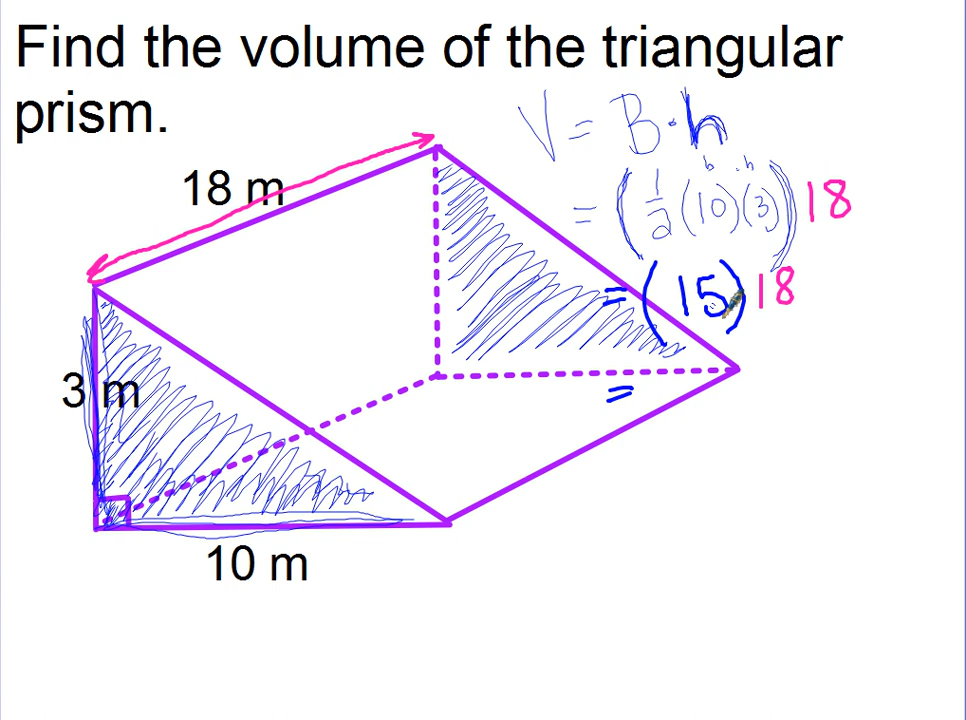 Find the volume of the triangular
prism.
V = B · h
18 m
b . h
= (½(10)(3))18
= (15)18
3 m
=
10 m